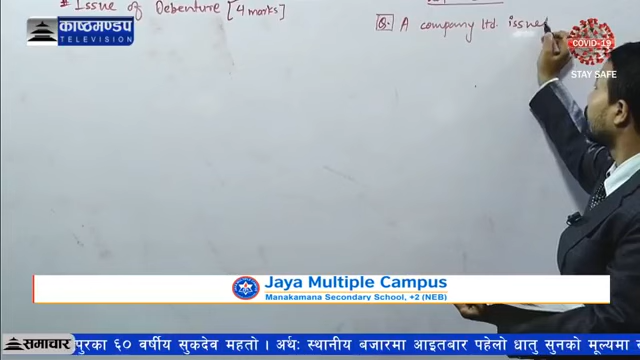 # Issue of Debenture [4 marks]
Q. A company ltd. issue
काष्ठमण्डप
TELEVISION
COVID-19
STAY SAFE
Jaya Multiple Campus
Manakamana Secondary School, +2 (NEB)
समाचार
पुरका ६० वर्षीय सुकदेव महतो । अर्थः स्थानीय बजारमा आइतबार पहेलो धातु सुनको मूल्यमा